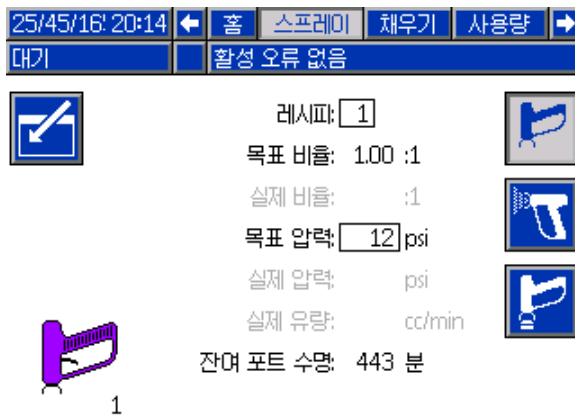 25/45/16' 20:14 홈 스프레이 채우기 사용량
대기 활성 오류 없음
레시피: 1
목표 비율: 1.00 :1
실제 비율: :1
목표 압력: 12 psi
실제 압력: psi
실제 유량: cc/min
잔여 포트 수명: 443 분
1